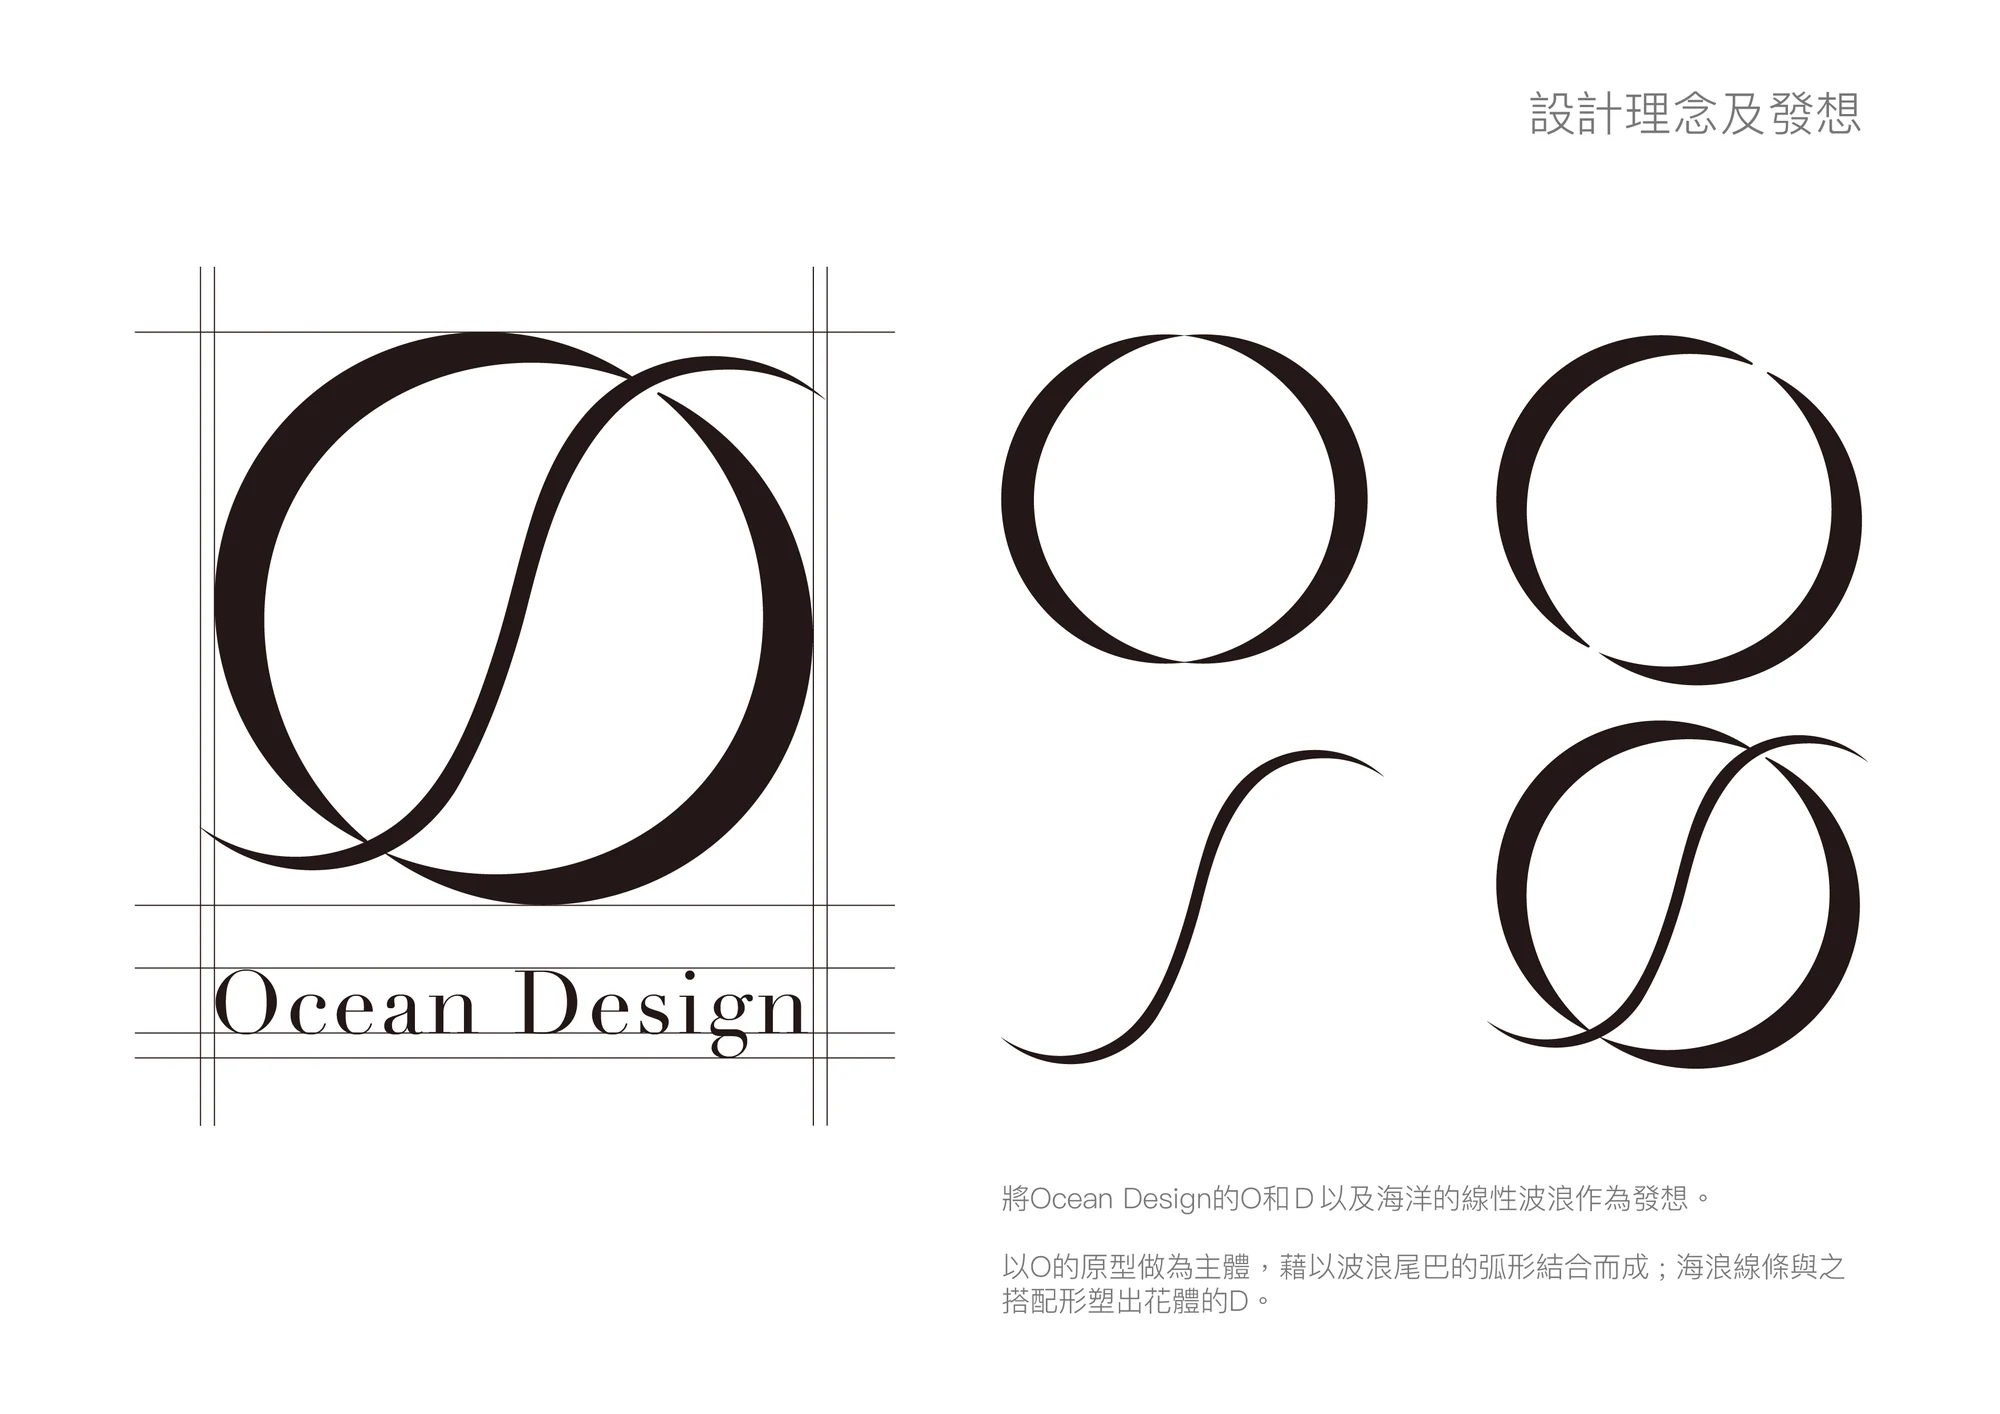 設計理念及發想
Ocean Design
將Ocean Design的O和D以及海洋的線性波浪作為發想。
以O的原型做為主體，藉以波浪尾巴的弧形結合而成；海浪線條與之
搭配形塑出花體的D。